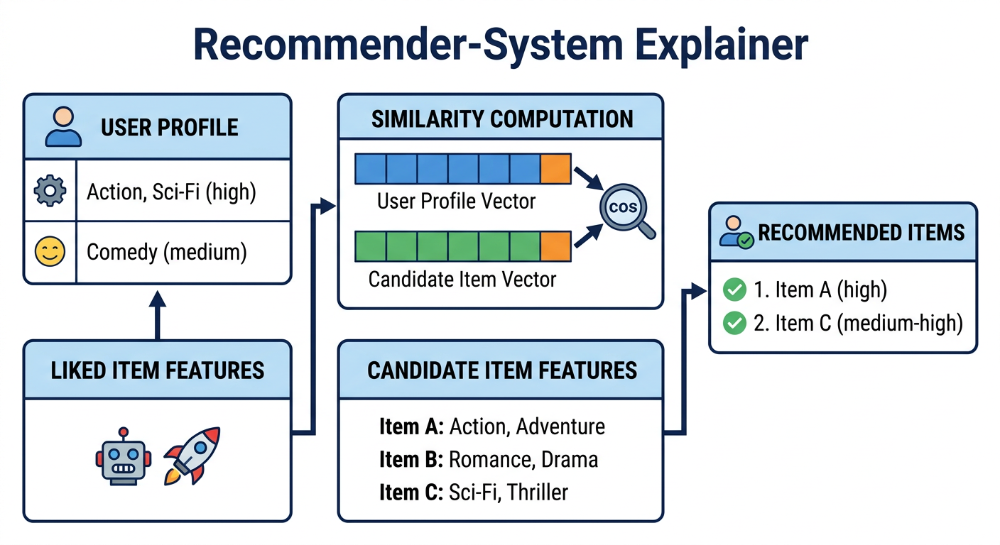 Recommender-System Explainer
USER PROFILE
Action, Sci-Fi (high)
Comedy (medium)
LIKED ITEM FEATURES
SIMILARITY COMPUTATION
User Profile Vector
COS
Candidate Item Vector
CANDIDATE ITEM FEATURES
Item A: Action, Adventure
Item B: Romance, Drama
Item C: Sci-Fi, Thriller
RECOMMENDED ITEMS
1. Item A (high)
2. Item C (medium-high)